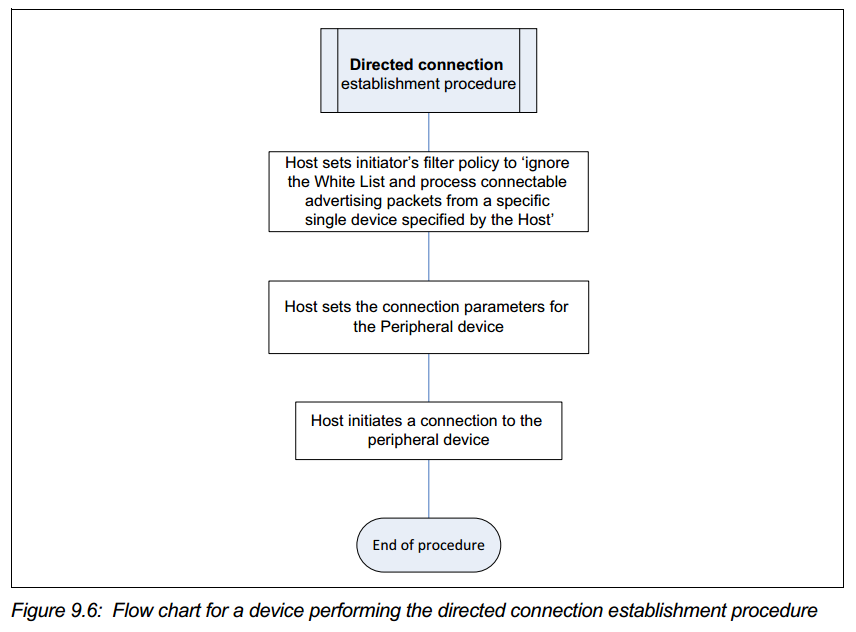 Directed connection
establishment procedure
Host sets initiator's filter policy to ‘ignore
the White List and process connectable
advertising packets from a specific
single device specified by the Host’
Host sets the connection parameters for
the Peripheral device
Host initiates a connection to the
peripheral device
End of procedure
Figure 9.6: Flow chart for a device performing the directed connection establishment procedure